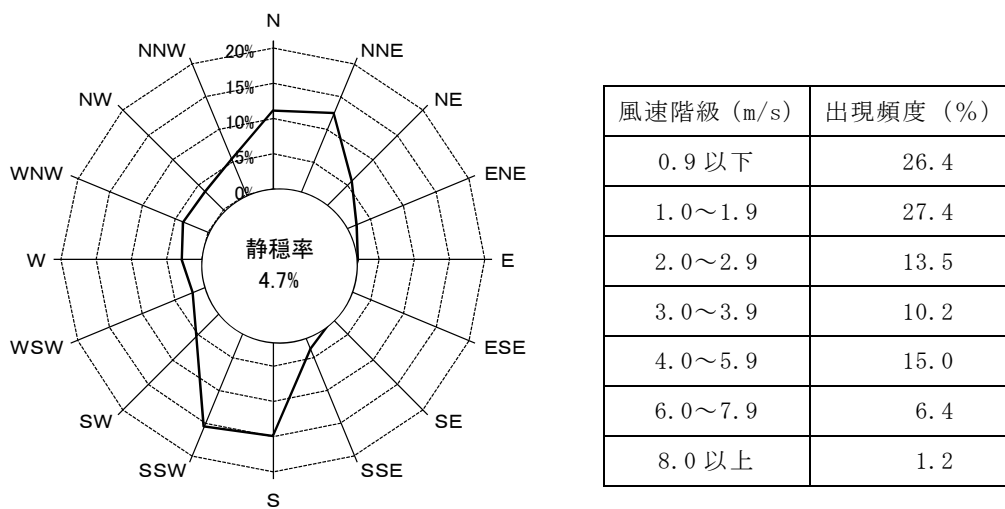 N
NNW
NNE
20%
15%
10%
5%
0%
NW
NE
WNW
ENE
静穏率
4.7%
W
E
WSW
ESE
SW
SE
SSW
SSE
S
風速階級 (m/s) 出現頻度 (%)
0.9 以下 26.4
1.0～1.9 27.4
2.0～2.9 13.5
3.0～3.9 10.2
4.0～5.9 15.0
6.0～7.9 6.4
8.0 以上 1.2